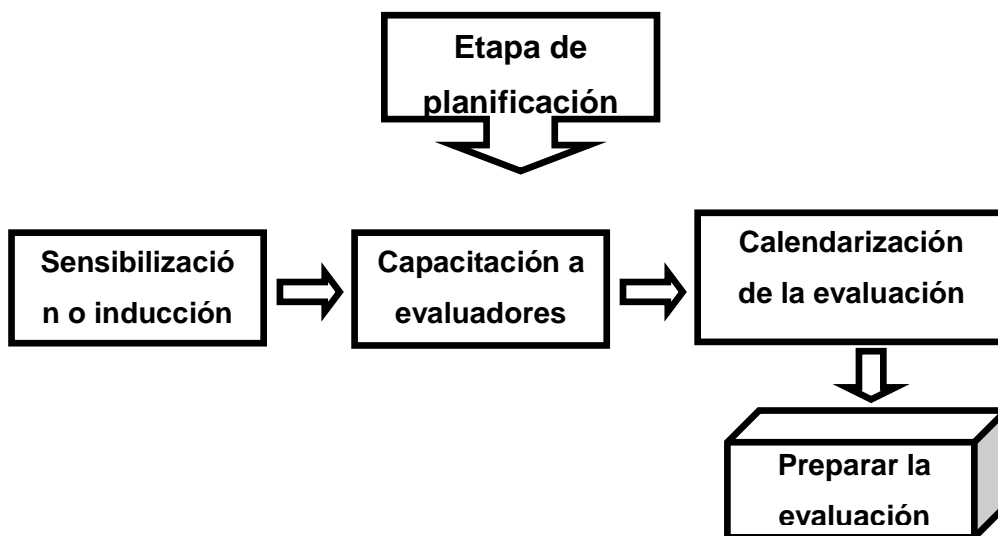 Etapa de
planificación
Sensibilizació
n o inducción
Capacitación a
evaluadores
Calendarización
de la evaluación
Preparar la
evaluación